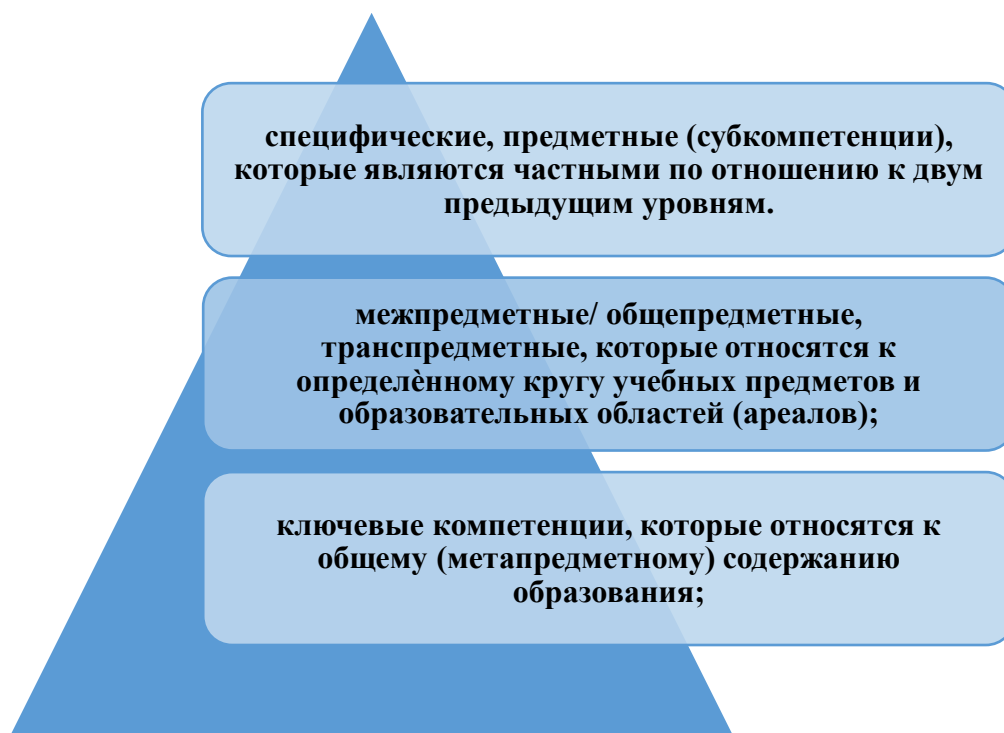 специфические, предметные (субкомпетенции),
которые являются частными по отношению к двум
предыдущим уровням.
межпредметные/ общепредметные,
транспредметные, которые относятся к
определѐнному кругу учебных предметов и
образовательных областей (ареалов);
ключевые компетенции, которые относятся к
общему (метапредметному) содержанию
образования;